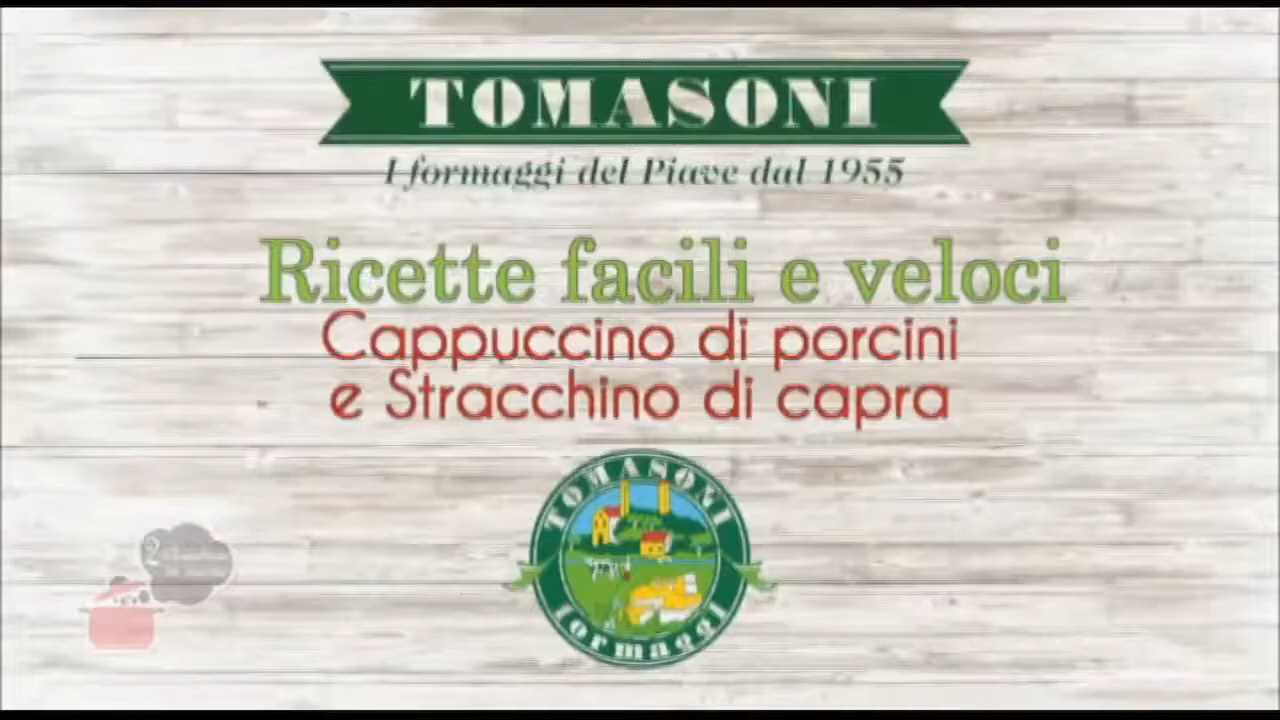 TOMASONI
I formaggi del Piave dal 1955
Ricette facili e veloci
Cappuccino di porcini
e Stracchino di capra
TOMASONI
formaggi